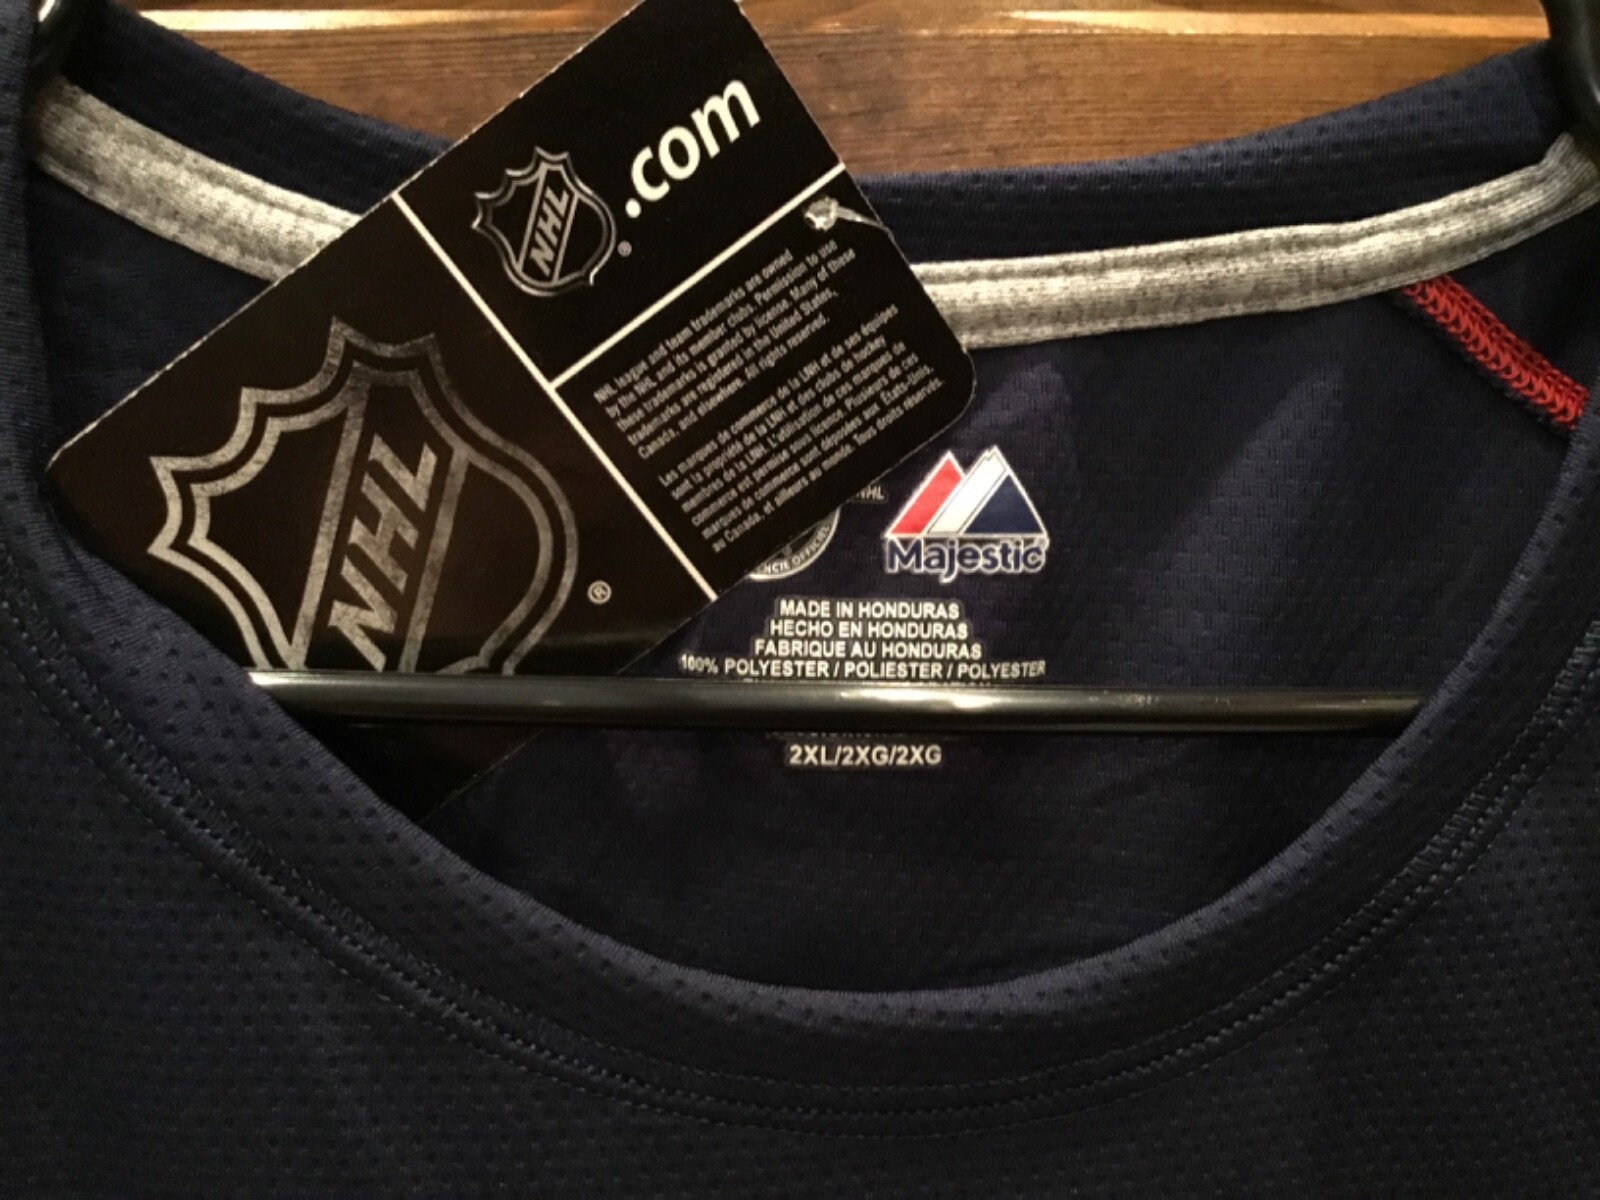 NHL
.com
®
NHL league and team trademarks are owned
by the NHL and its member clubs. Permission to use
these trademarks is granted by license. Many of these
trademarks are registered in the United States,
Canada, and elsewhere. All rights reserved.
Les marques de commerce de la LNH et de ses équipes
sont la propriété de la LNH et des clubs de hockey
membres de la LNH. L'utilisation de ces marques de
commerce est permise sous licence. Plusieurs de ces
marques de commerce sont déposées aux États-Unis,
au Canada, et ailleurs au monde. Tous droits réservés.
NHL
®
NHL
Majestic
MADE IN HONDURAS
HECHO EN HONDURAS
FABRIQUE AU HONDURAS
100% POLYESTER / POLIESTER / POLYESTER
2XL/2XG/2XG